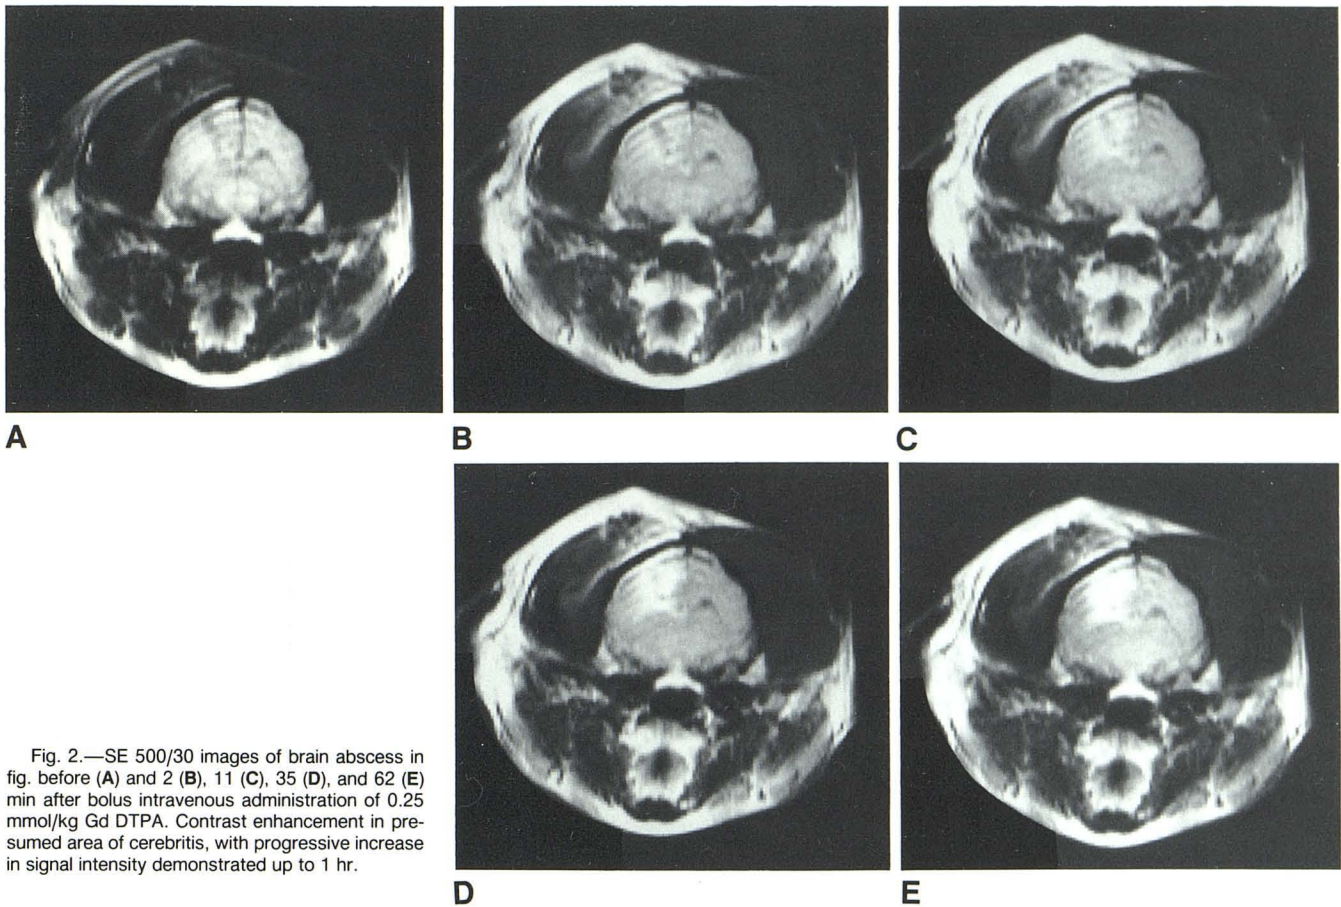 A
B
C
D
E
Fig. 2.—SE 500/30 images of brain abscess in
fig. before (A) and 2 (B), 11 (C), 35 (D), and 62 (E)
min after bolus intravenous administration of 0.25
mmol/kg Gd DTPA. Contrast enhancement in pre-
sumed area of cerebritis, with progressive increase
in signal intensity demonstrated up to 1 hr.